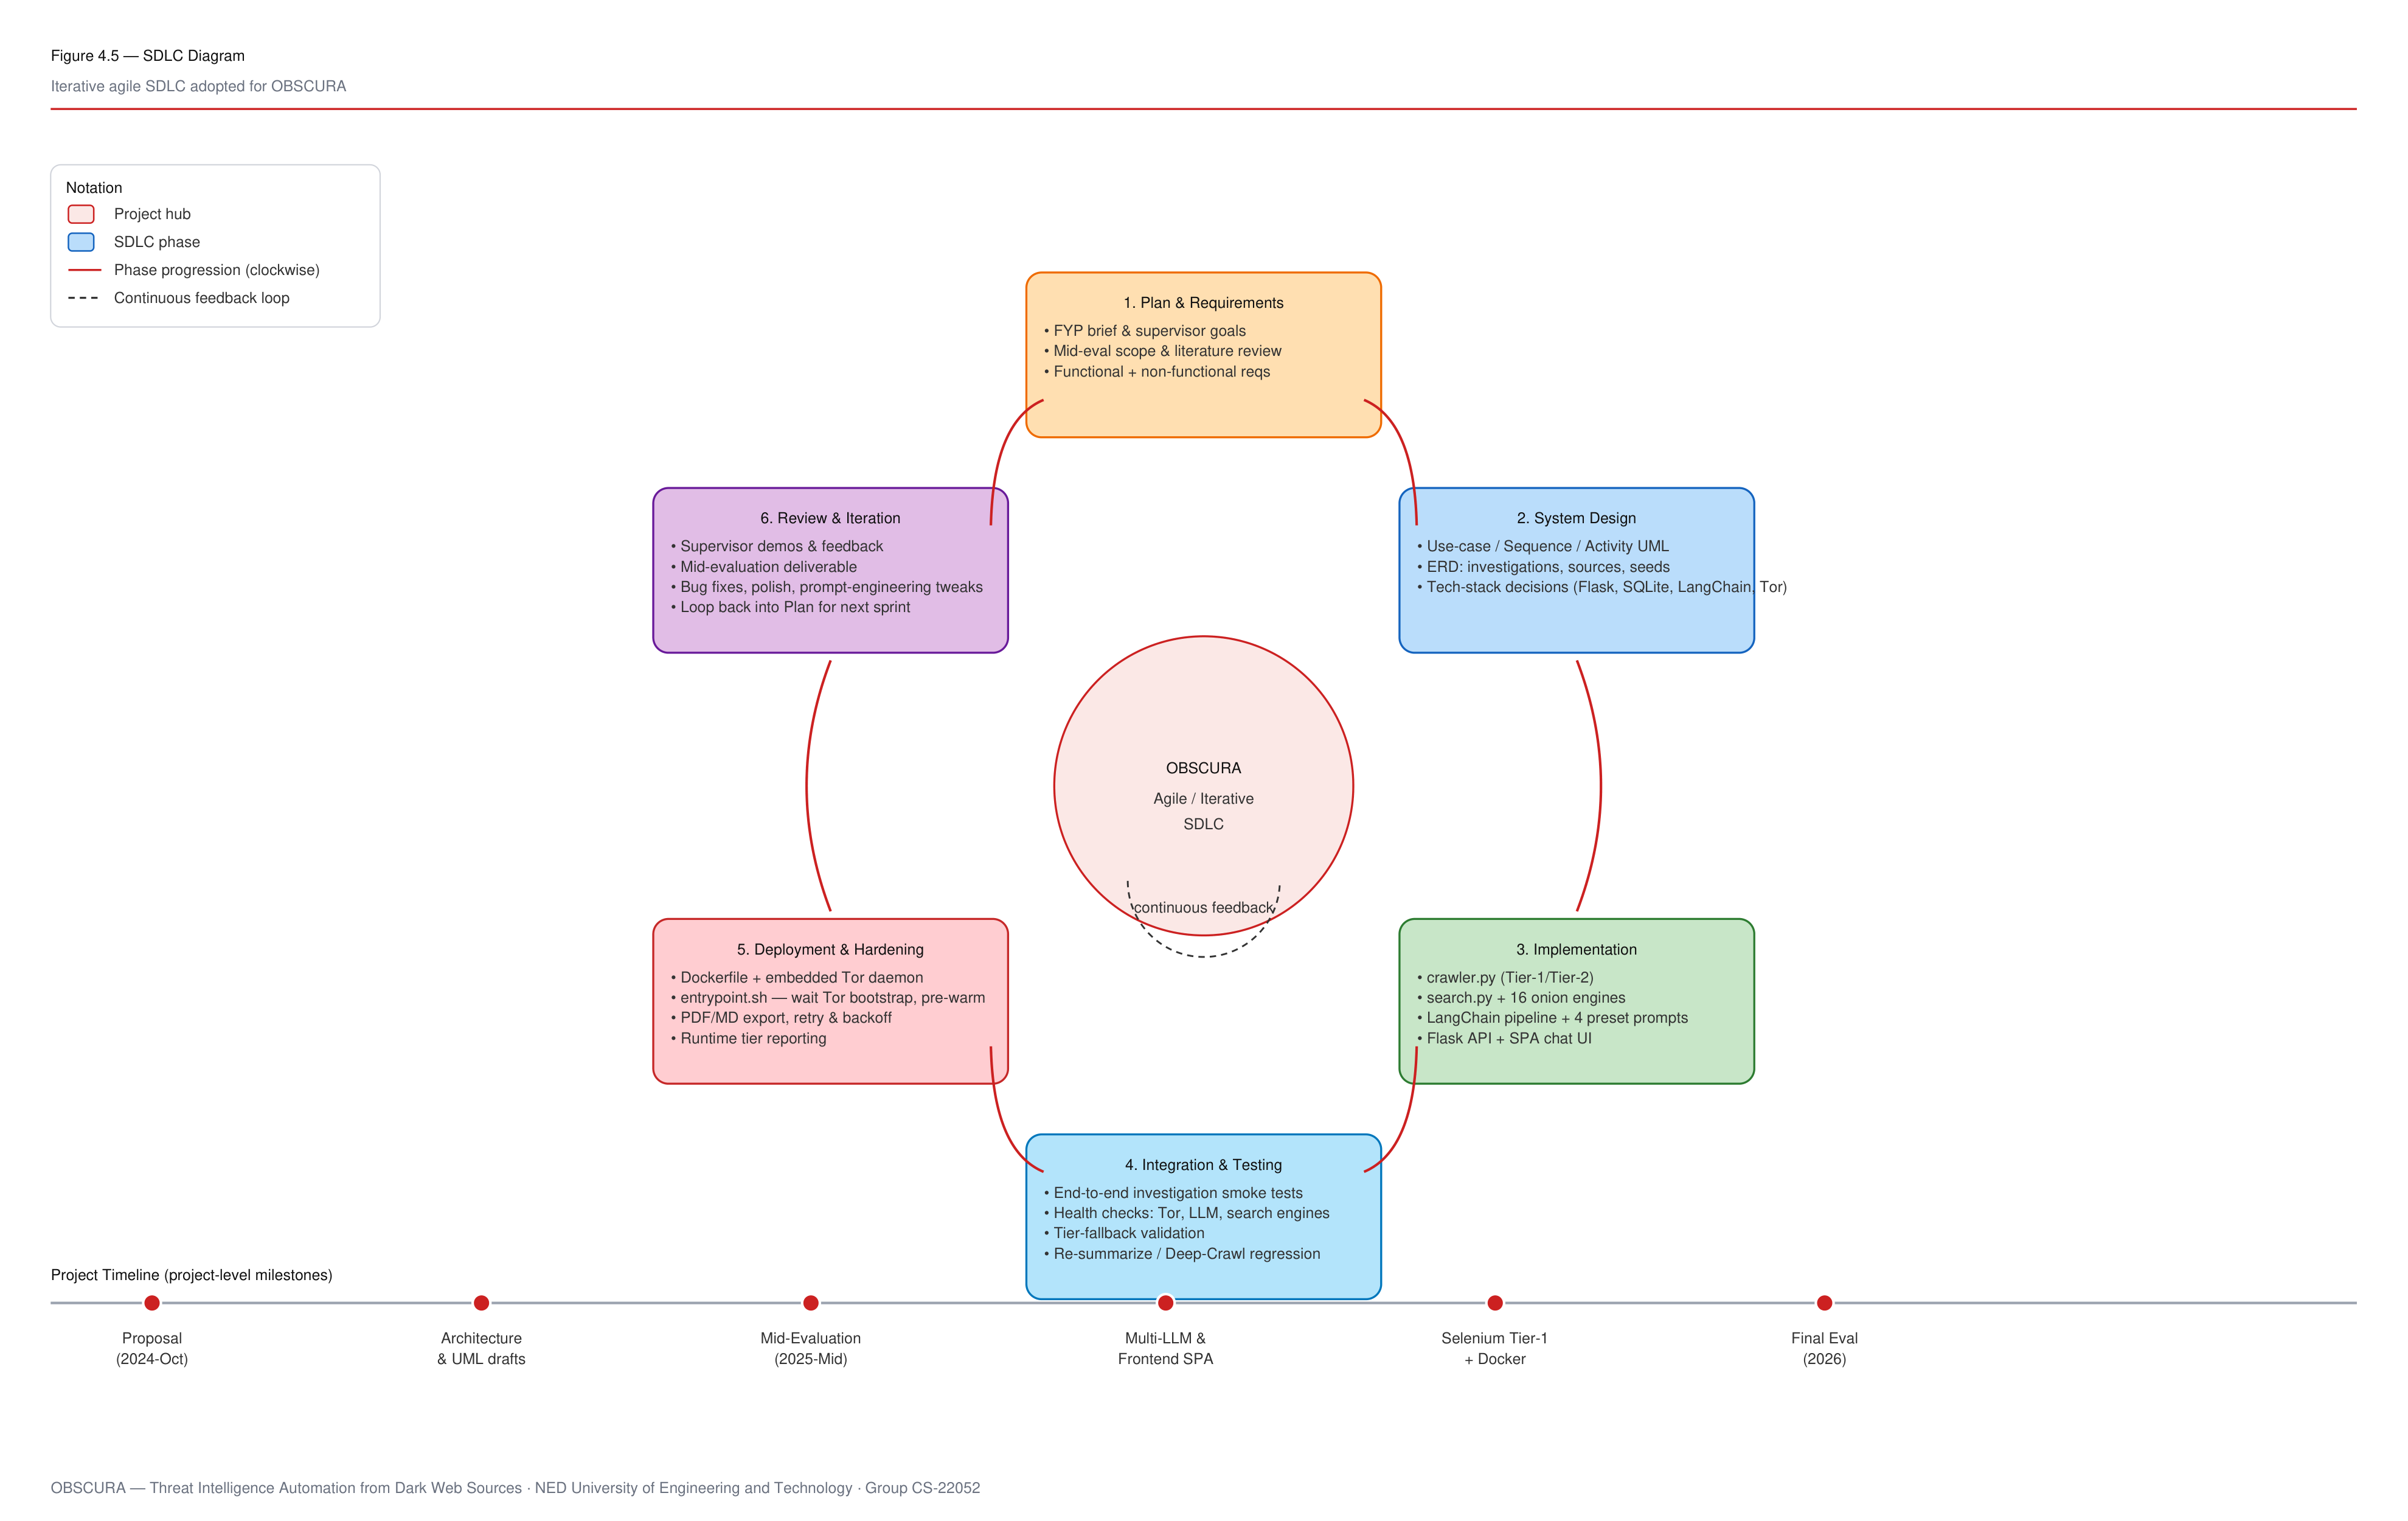 Figure 4.5 — SDLC Diagram
Iterative agile SDLC adopted for OBSCURA
Notation
Project hub
SDLC phase
Phase progression (clockwise)
Continuous feedback loop
1. Plan & Requirements
• FYP brief & supervisor goals
• Mid-eval scope & literature review
• Functional + non-functional reqs
6. Review & Iteration
• Supervisor demos & feedback
• Mid-evaluation deliverable
• Bug fixes, polish, prompt-engineering tweaks
• Loop back into Plan for next sprint
2. System Design
• Use-case / Sequence / Activity UML
• ERD: investigations, sources, seeds
• Tech-stack decisions (Flask, SQLite, LangChain, Tor)
OBSCURA
Agile / Iterative
SDLC
continuous feedback
5. Deployment & Hardening
• Dockerfile + embedded Tor daemon
• entrypoint.sh — wait Tor bootstrap, pre-warm
• PDF/MD export, retry & backoff
• Runtime tier reporting
3. Implementation
• crawler.py (Tier-1/Tier-2)
• search.py + 16 onion engines
• LangChain pipeline + 4 preset prompts
• Flask API + SPA chat UI
4. Integration & Testing
• End-to-end investigation smoke tests
• Health checks: Tor, LLM, search engines
• Tier-fallback validation
• Re-summarize / Deep-Crawl regression
Project Timeline (project-level milestones)
Proposal
(2024-Oct)
Architecture
& UML drafts
Mid-Evaluation
(2025-Mid)
Multi-LLM &
Frontend SPA
Selenium Tier-1
+ Docker
Final Eval
(2026)
OBSCURA — Threat Intelligence Automation from Dark Web Sources · NED University of Engineering and Technology · Group CS-22052